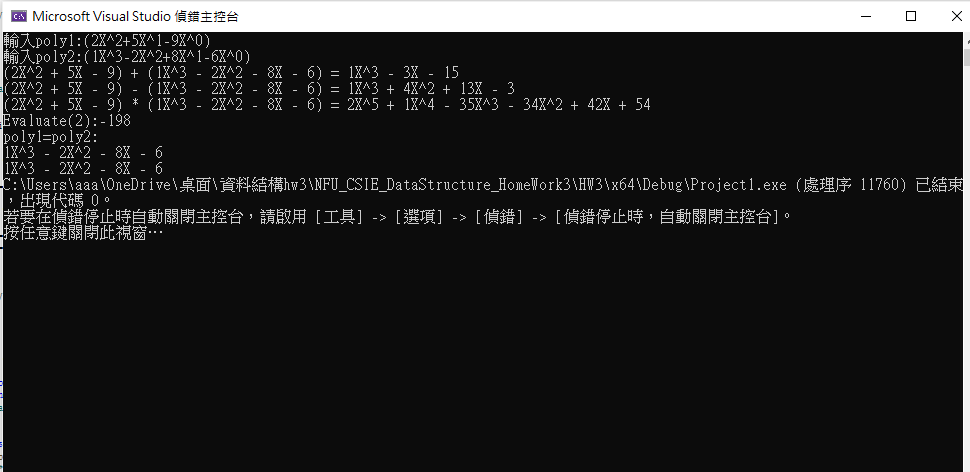 Microsoft Visual Studio 偵錯主控台
輸入poly1:(2X^2+5X^1-9X^0)
輸入poly2:(1X^3-2X^2+8X^1-6X^0)
(2X^2 + 5X - 9) + (1X^3 - 2X^2 - 8X - 6) = 1X^3 - 3X - 15
(2X^2 + 5X - 9) - (1X^3 - 2X^2 - 8X - 6) = 1X^3 + 4X^2 + 13X - 3
(2X^2 + 5X - 9) * (1X^3 - 2X^2 - 8X - 6) = 2X^5 + 1X^4 - 35X^3 - 34X^2 + 42X + 54
Evaluate(2):-198
poly1=poly2:
1X^3 - 2X^2 - 8X - 6
1X^3 - 2X^2 - 8X - 6
C:\Users\aaa\OneDrive\桌面\資料結構hw3\NFU_CSIE_DataStructure_HomeWork3\HW3\x64\Debug\Project1.exe (處理序 11760) 已結束
，出現代碼 0。
若要在偵錯停止時自動關閉主控台，請啟用 [工具] -> [選項] -> [偵錯] -> [偵錯停止時，自動關閉主控台]。
按任意鍵關閉此視窗…